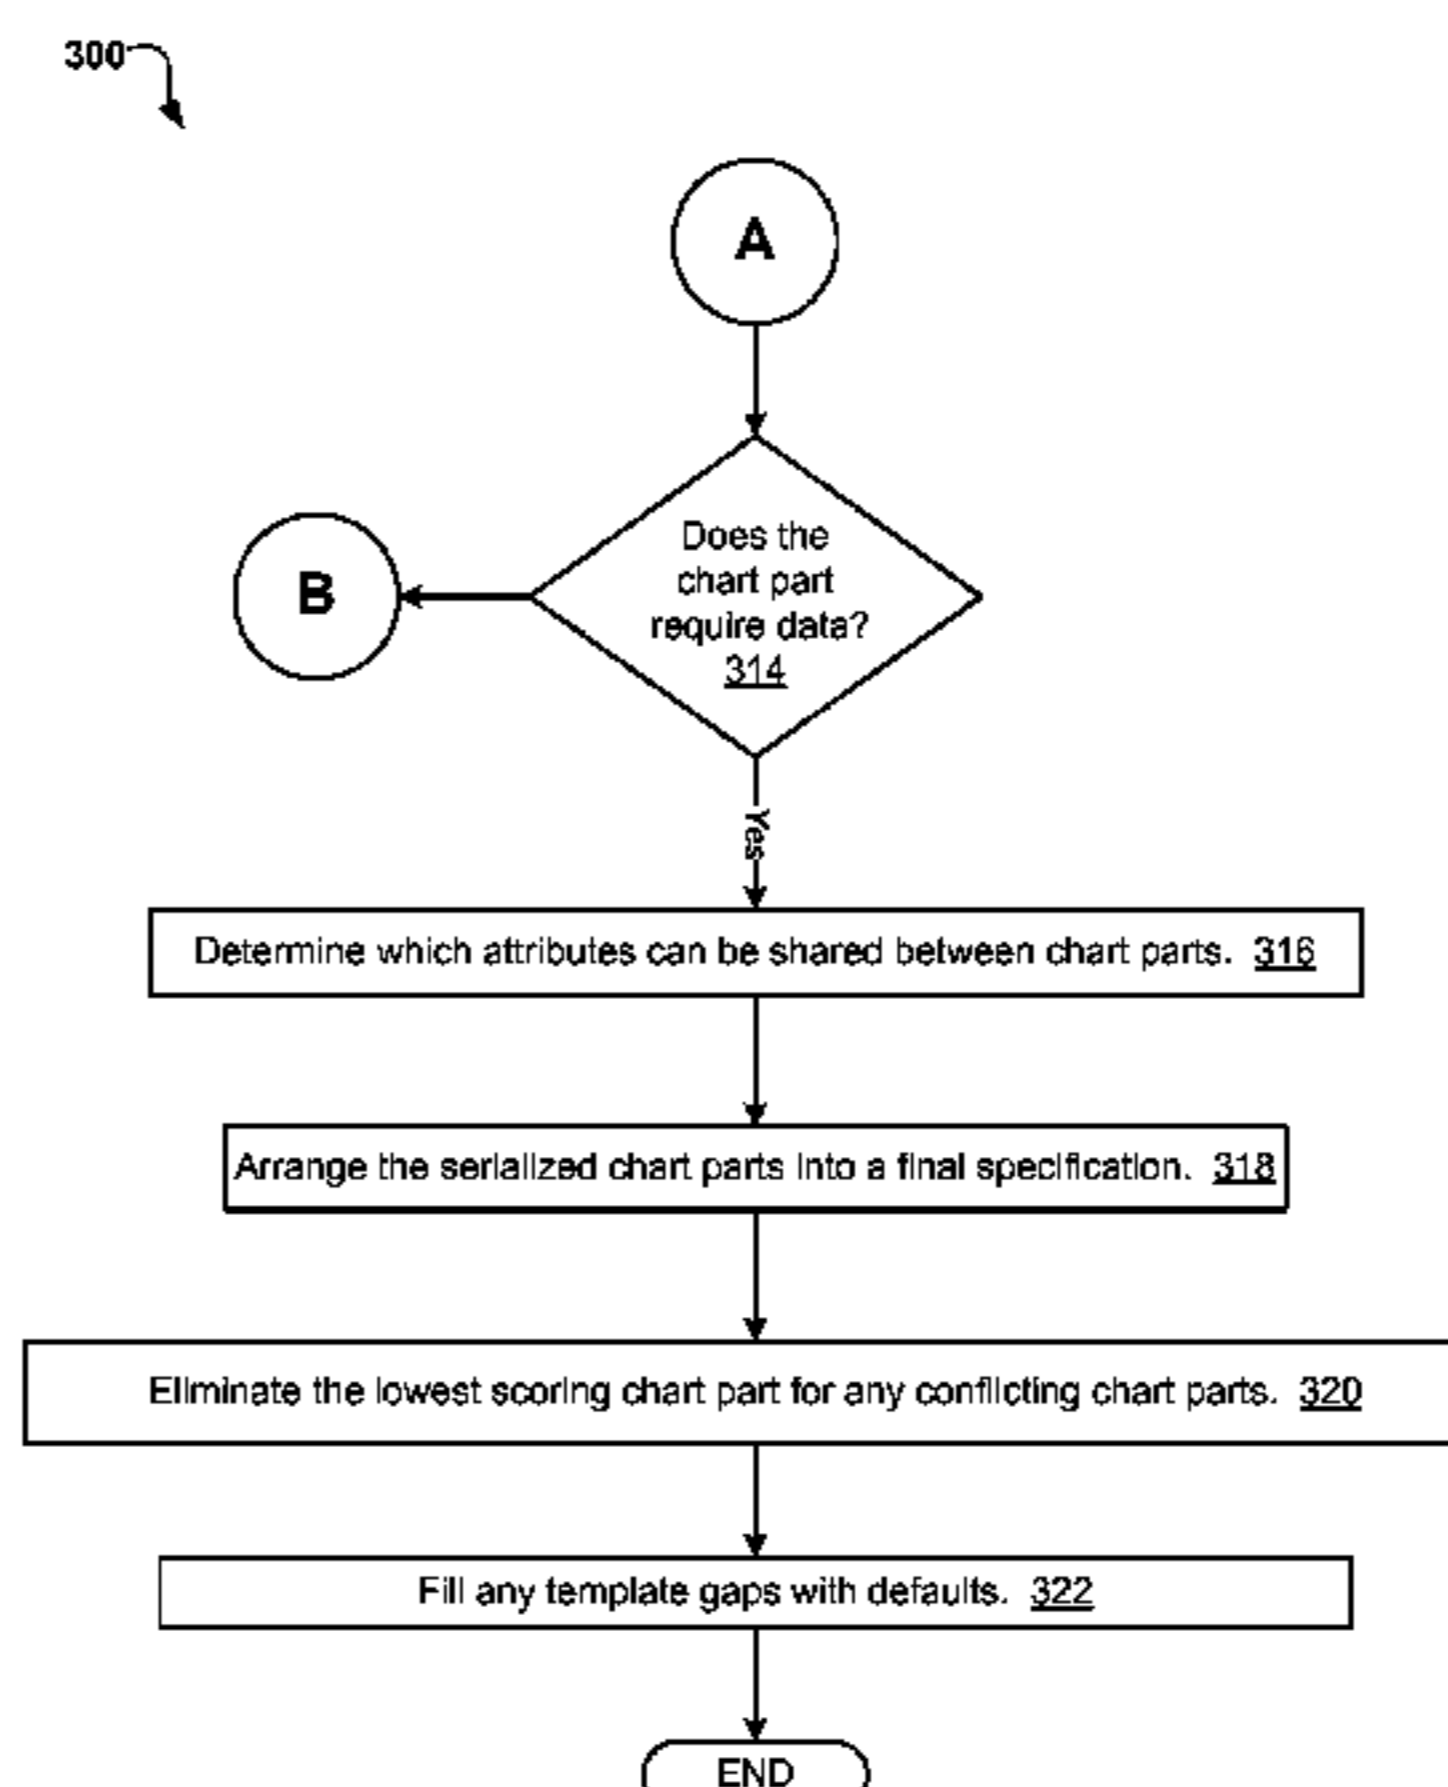 300
A
Does the
chart part
require data?
314
B
Yes
Determine which attributes can be shared between chart parts. 316
Arrange the serialized chart parts into a final specification. 318
Eliminate the lowest scoring chart part for any conflicting chart parts. 320
Fill any template gaps with defaults. 322
END